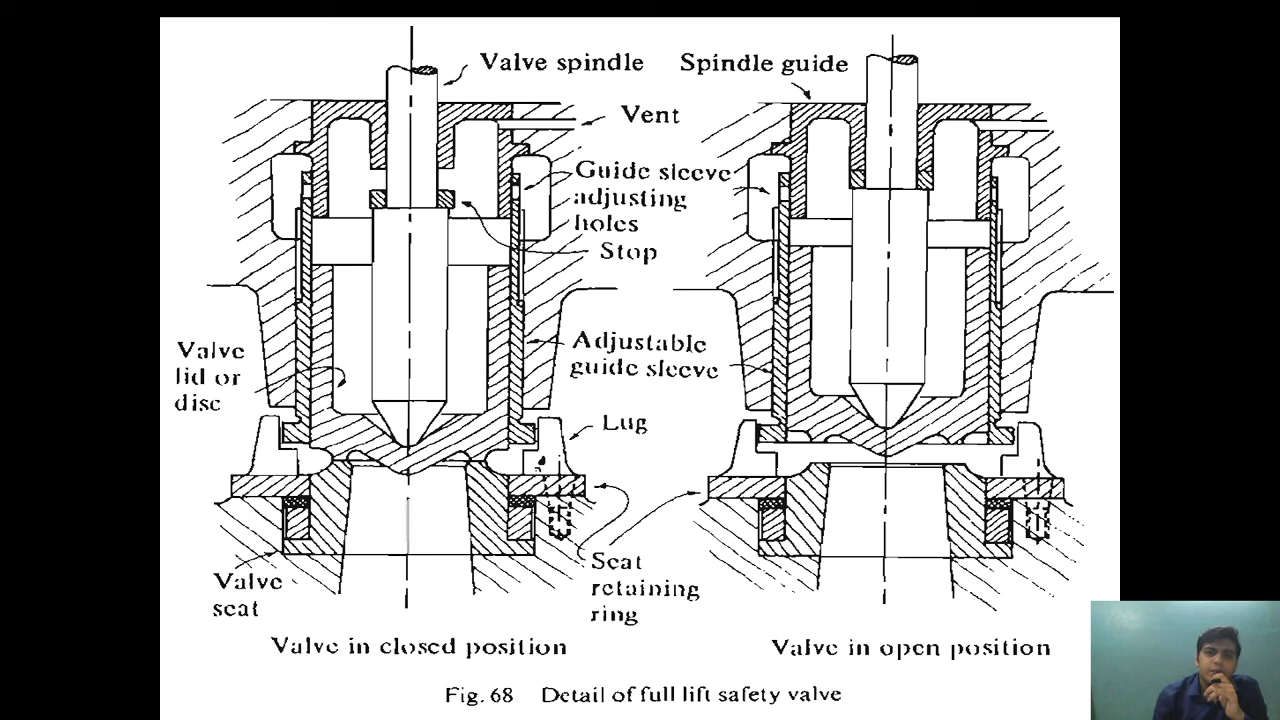 Valve spindle
Spindle guide
Vent
Guide sleeve
adjusting
holes
Stop
Valve
lid or
disc
Adjustable
guide sleeve
Lug
Valve
seat
Seat
retaining
ring
Valve in closed position
Valve in open position
Fig. 68 Detail of full lift safety valve